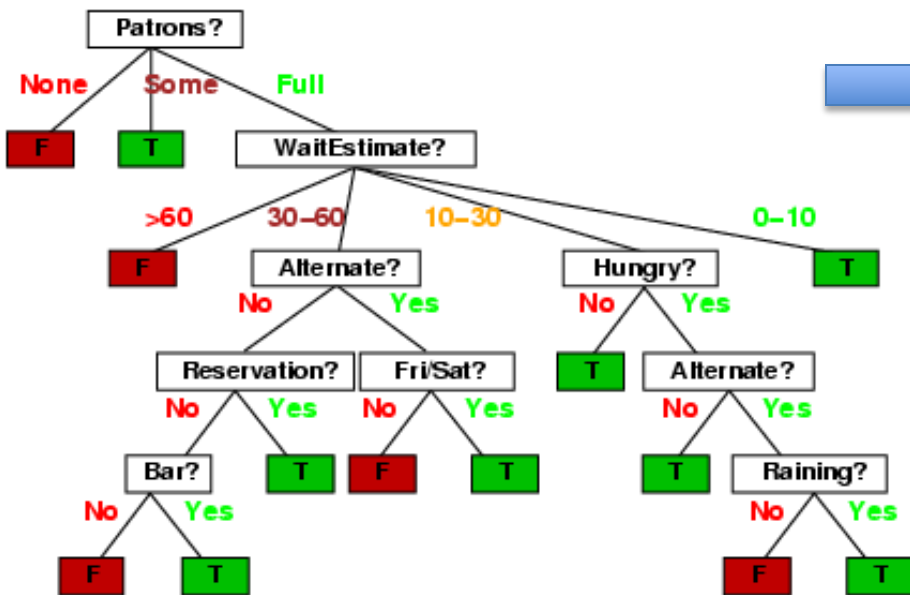 Patrons?
None Some Full
F T WaitEstimate?
>60 30–60 10–30 0–10
F Alternate? Hungry? T
No Yes No Yes
Reservation? Fri/Sat? T Alternate?
No Yes No Yes No Yes
Bar? T F T T Raining?
No Yes No Yes
F T F T